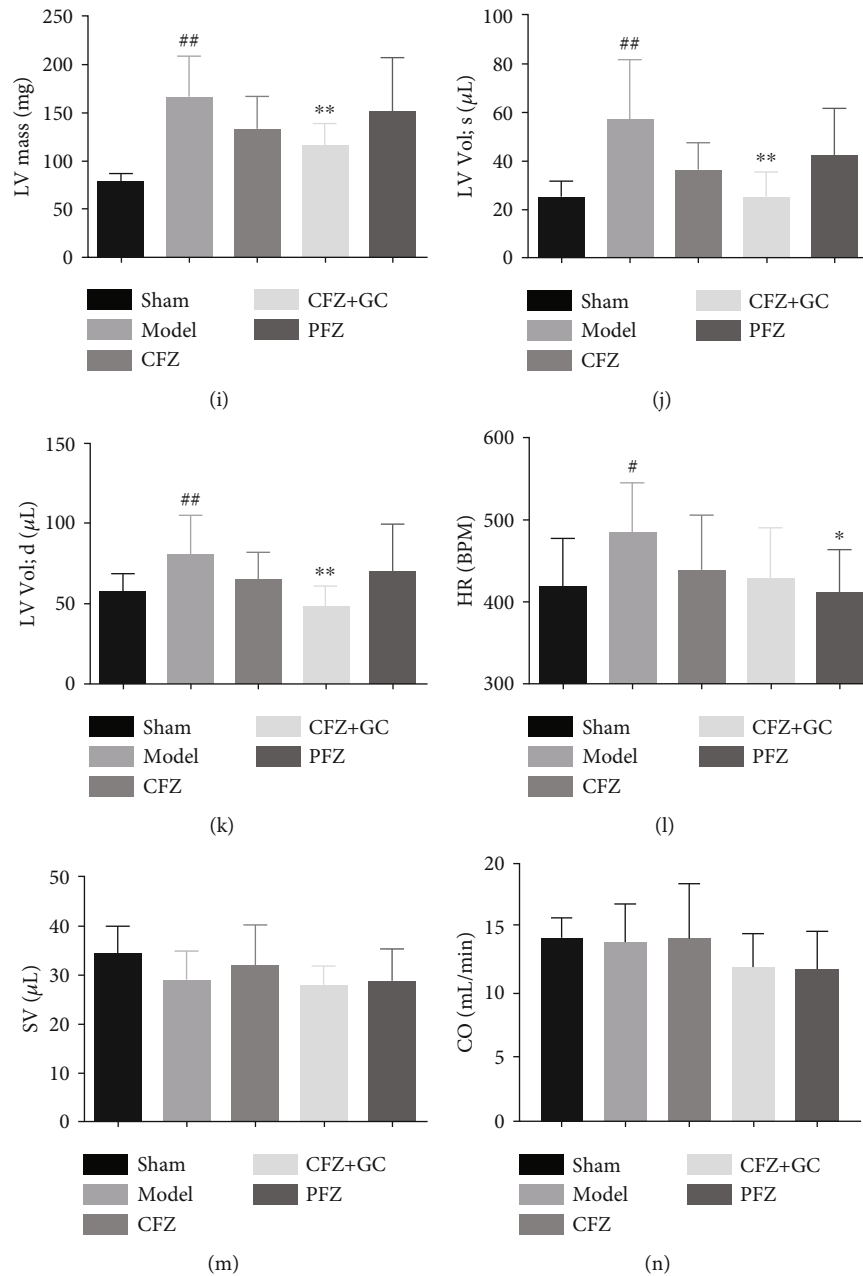 LV mass (mg)
250
200
150
100
50
0
##
**
Sham
Model
CFZ
CFZ+GC
PFZ
(i)
LV Vol; s (μL)
100
80
60
40
20
0
##
**
Sham
Model
CFZ
CFZ+GC
PFZ
(j)
LV Vol; d (μL)
150
100
50
0
##
**
Sham
Model
CFZ
CFZ+GC
PFZ
(k)
HR (BPM)
600
500
400
300
#
*
Sham
Model
CFZ
CFZ+GC
PFZ
(l)
SV (μL)
50
40
30
20
10
0
Sham
Model
CFZ
CFZ+GC
PFZ
(m)
CO (mL/min)
20
15
10
5
0
Sham
Model
CFZ
CFZ+GC
PFZ
(n)